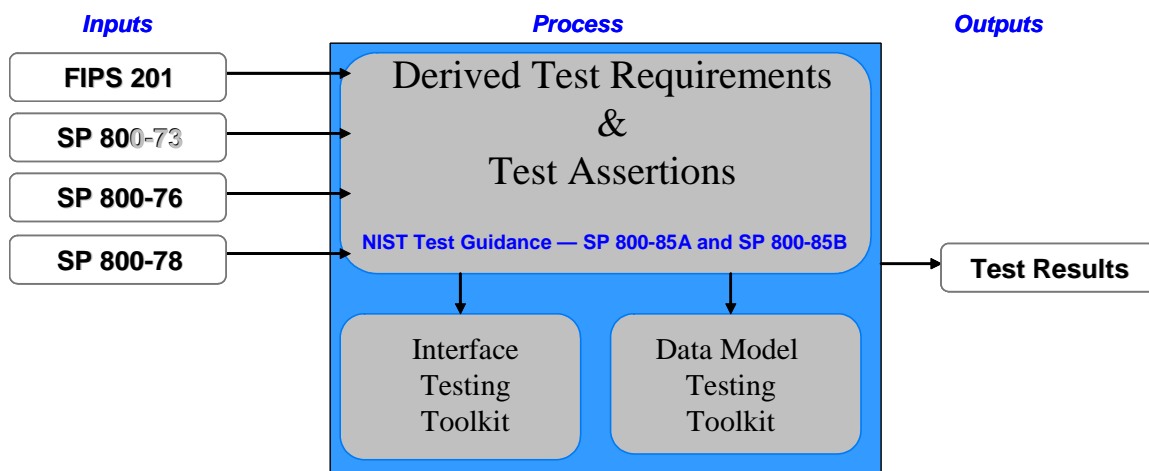 Inputs
Process
Outputs
FIPS 201
SP 800-73
SP 800-76
SP 800-78
Derived Test Requirements
&
Test Assertions
NIST Test Guidance — SP 800-85A and SP 800-85B
Interface
Testing
Toolkit
Data Model
Testing
Toolkit
Test Results